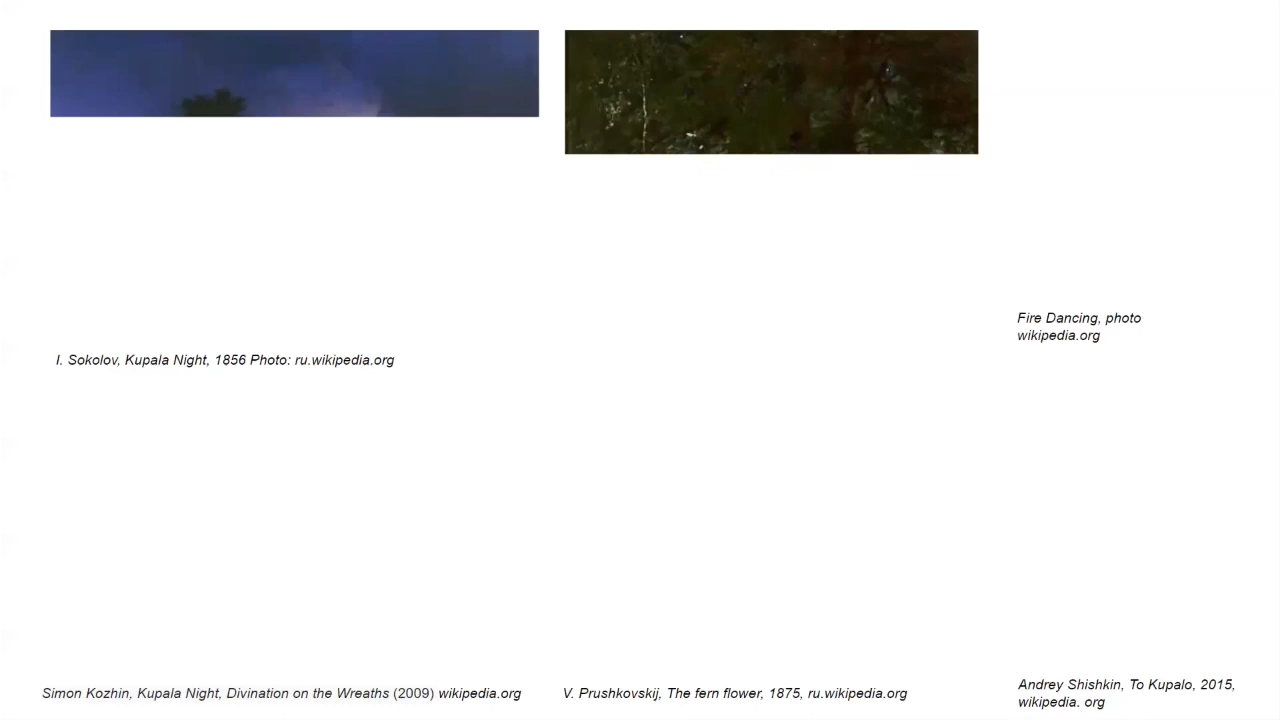 Fire Dancing, photo
wikipedia.org
I. Sokolov, Kupala Night, 1856 Photo: ru.wikipedia.org
Simon Kozhin, Kupala Night, Divination on the Wreaths (2009) wikipedia.org
V. Prushkovskij, The fern flower, 1875, ru.wikipedia.org
Andrey Shishkin, To Kupalo, 2015,
wikipedia. org